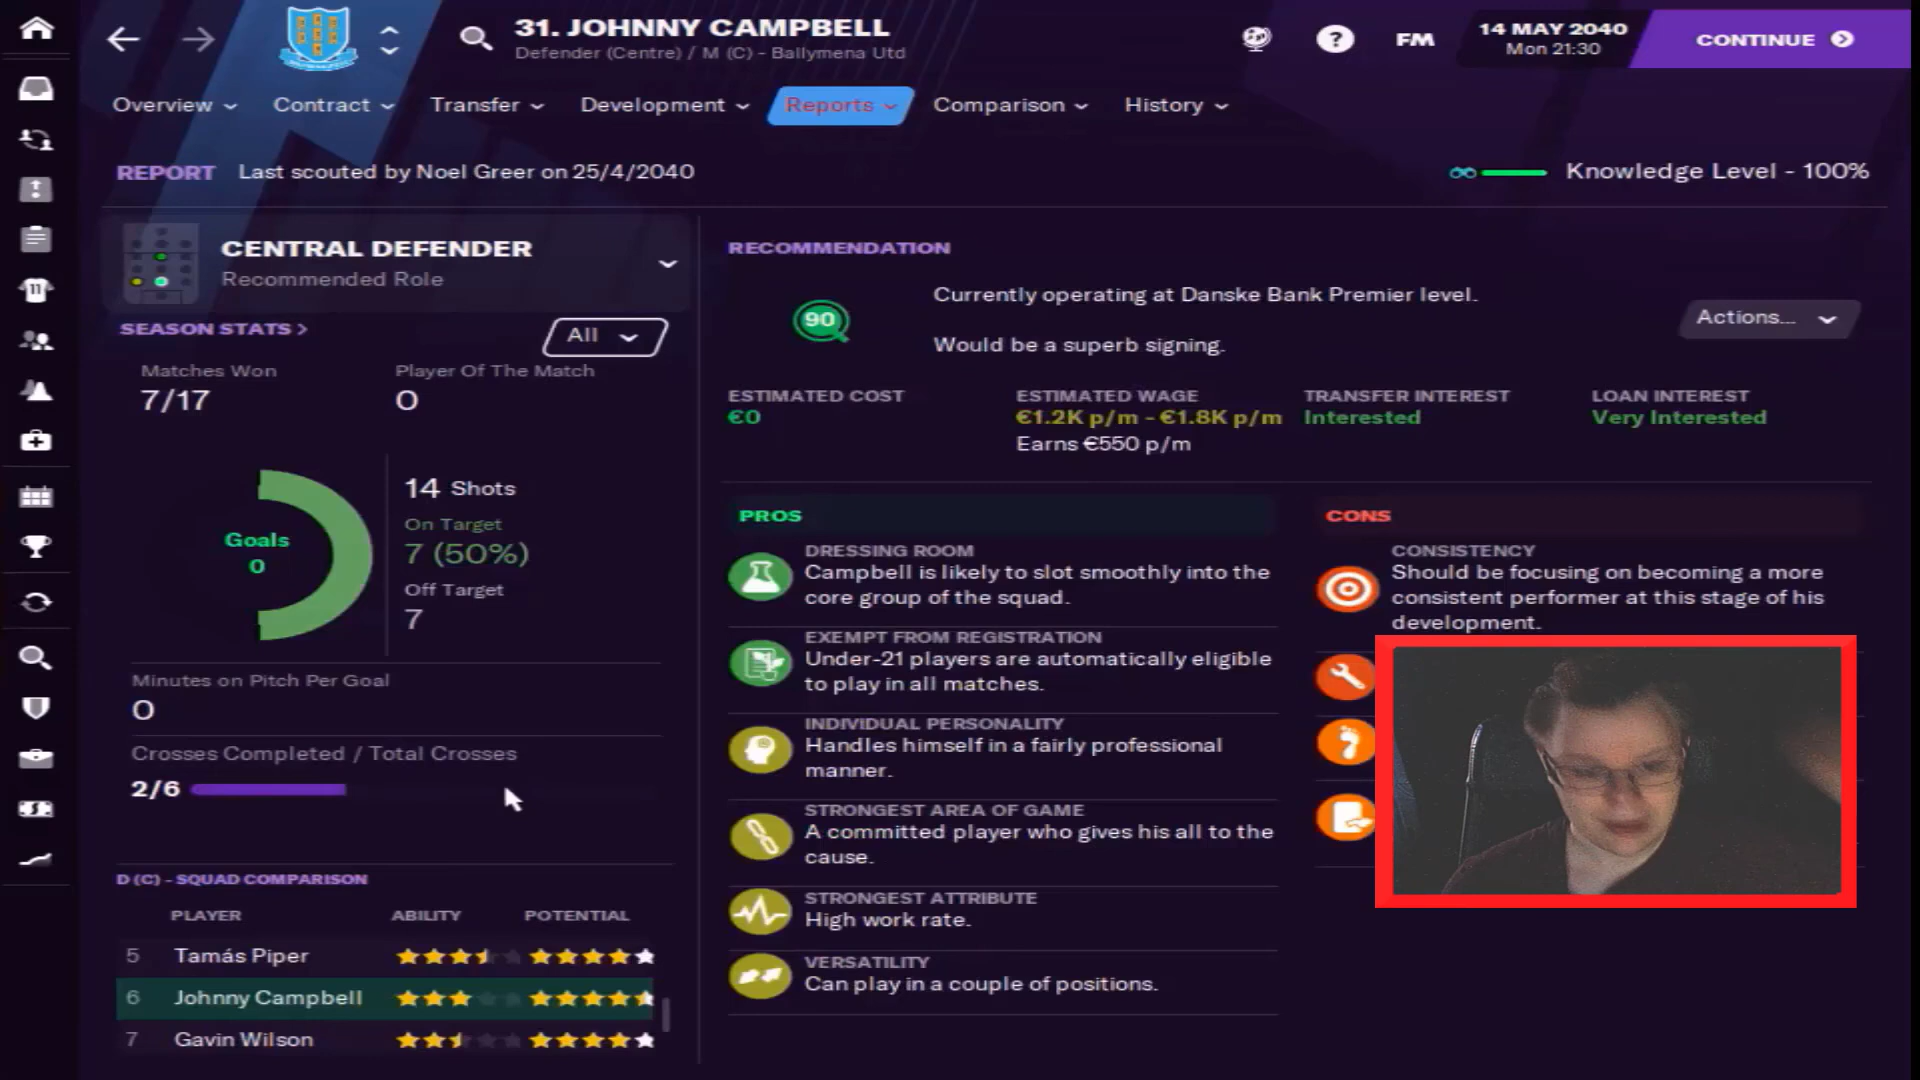 31. JOHNNY CAMPBELL
Defender (Centre) / M (C) - Ballymena Utd
FM
14 MAY 2040
Mon 21:30
CONTINUE
Overview
Contract
Transfer
Development
Reports
Comparison
History
REPORT Last scouted by Noel Greer on 25/4/2040
Knowledge Level - 100%
CENTRAL DEFENDER
Recommended Role
SEASON STATS >
All
Matches Won
7/17
Player Of The Match
0
Goals
0
14 Shots
On Target
7 (50%)
Off Target
7
Minutes on Pitch Per Goal
0
Crosses Completed / Total Crosses
2/6
D (C) - SQUAD COMPARISON
PLAYER ABILITY POTENTIAL
5 Tamás Piper
6 Johnny Campbell
7 Gavin Wilson
RECOMMENDATION
90
Currently operating at Danske Bank Premier level.
Would be a superb signing.
Actions...
ESTIMATED COST
€0
ESTIMATED WAGE
€1.2K p/m - €1.8K p/m
Earns €550 p/m
TRANSFER INTEREST
Interested
LOAN INTEREST
Very Interested
PROS
DRESSING ROOM
Campbell is likely to slot smoothly into the
core group of the squad.
EXEMPT FROM REGISTRATION
Under-21 players are automatically eligible
to play in all matches.
INDIVIDUAL PERSONALITY
Handles himself in a fairly professional
manner.
STRONGEST AREA OF GAME
A committed player who gives his all to the
cause.
STRONGEST ATTRIBUTE
High work rate.
VERSATILITY
Can play in a couple of positions.
CONS
CONSISTENCY
Should be focusing on becoming a more
consistent performer at this stage of his
development.